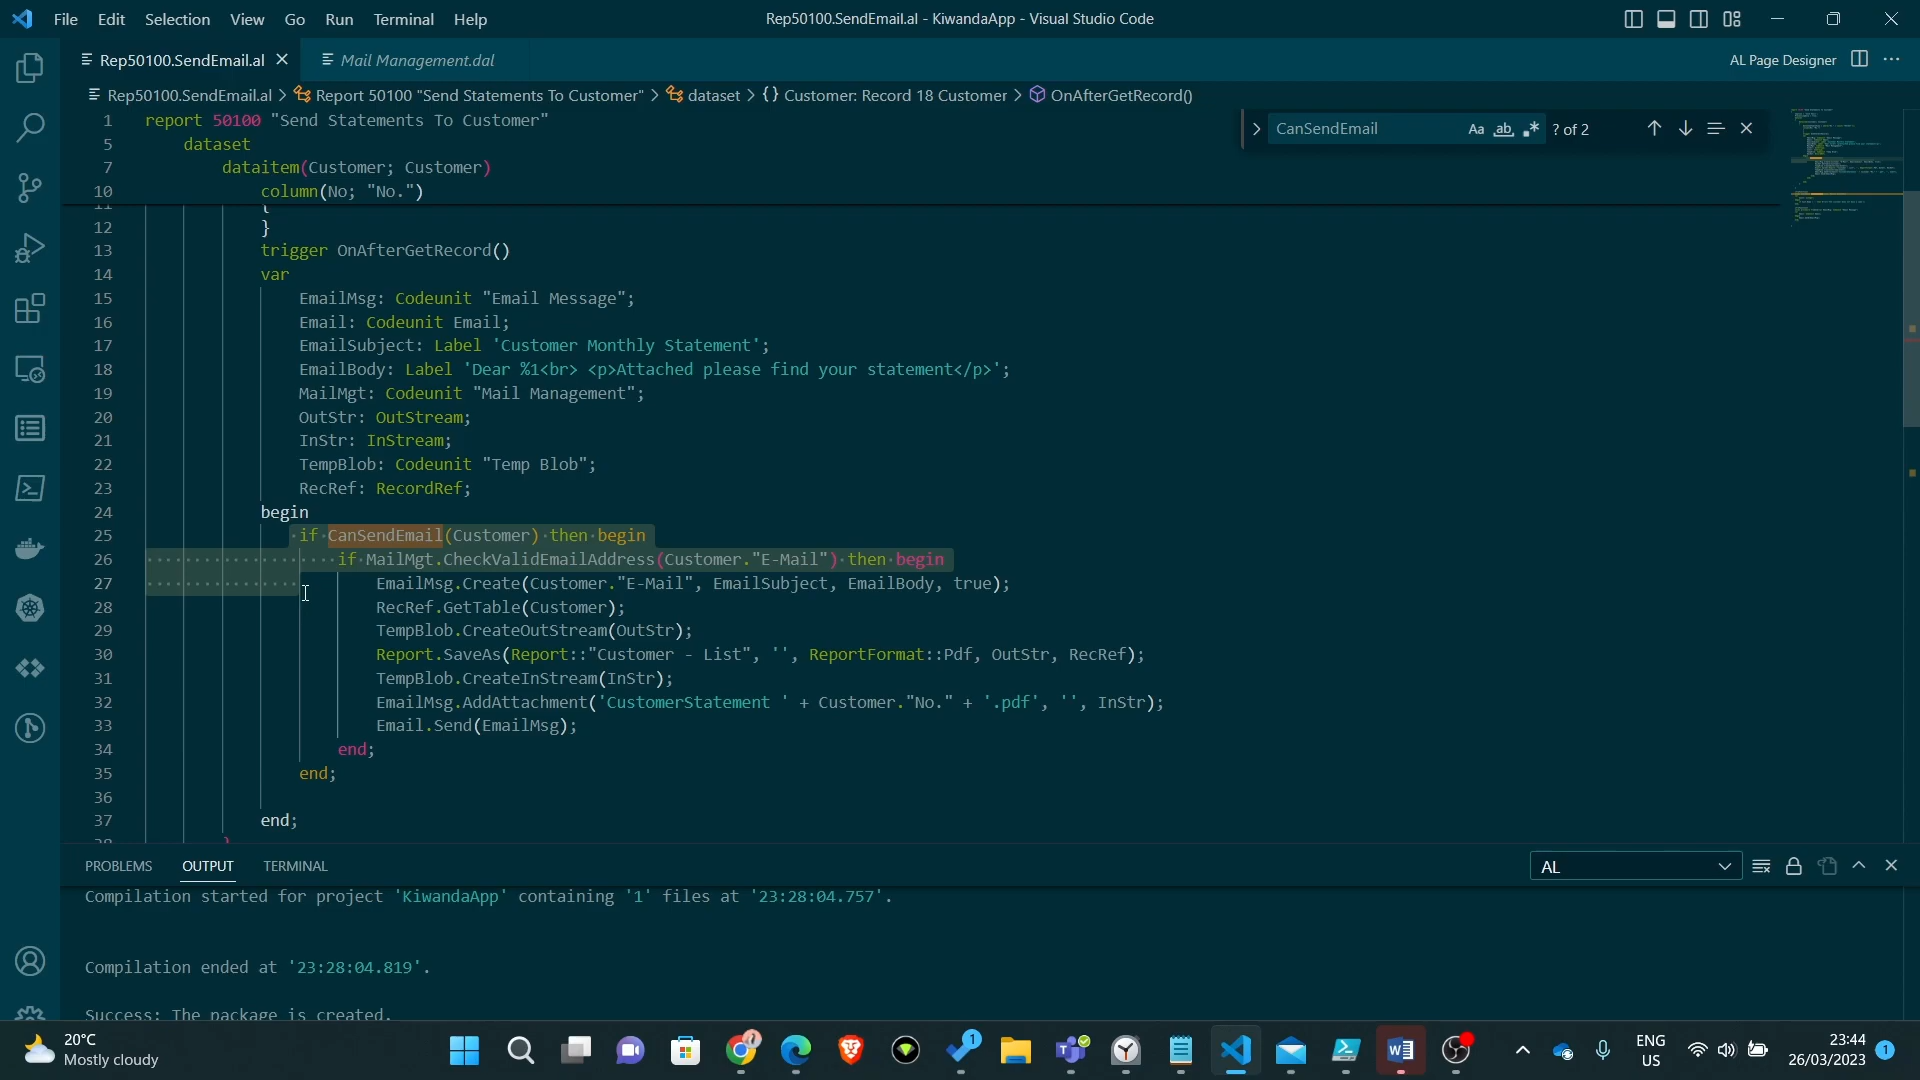 File Edit Selection View Go Run Terminal Help
Rep50100.SendEmail.al - KiwandaApp - Visual Studio Code
Rep50100.SendEmail.al
Mail Management.dal
AL Page Designer
Rep50100.SendEmail.al > Report 50100 "Send Statements To Customer" > dataset > {} Customer: Record 18 Customer > OnAfterGetRecord()
CanSendEmail Aa ab .* ? of 2
1 report 50100 "Send Statements To Customer"
5 dataset
7 dataitem(Customer; Customer)
10 column(No; "No.")
11 {
12 }
13 trigger OnAfterGetRecord()
14 var
15 EmailMsg: Codeunit "Email Message";
16 Email: Codeunit Email;
17 EmailSubject: Label 'Customer Monthly Statement';
18 EmailBody: Label 'Dear %1<br> <p>Attached please find your statement</p>';
19 MailMgt: Codeunit "Mail Management";
20 OutStr: OutStream;
21 InStr: InStream;
22 TempBlob: Codeunit "Temp Blob";
23 RecRef: RecordRef;
24 begin
25 if CanSendEmail(Customer) then begin
26 if MailMgt.CheckValidEmailAddress(Customer."E-Mail") then begin
27 EmailMsg.Create(Customer."E-Mail", EmailSubject, EmailBody, true);
28 RecRef.GetTable(Customer);
29 TempBlob.CreateOutStream(OutStr);
30 Report.SaveAs(Report::"Customer - List", '', ReportFormat::Pdf, OutStr, RecRef);
31 TempBlob.CreateInStream(InStr);
32 EmailMsg.AddAttachment('CustomerStatement ' + Customer."No." + '.pdf', '', InStr);
33 Email.Send(EmailMsg);
34 end;
35 end;
36
37 end;
38 }
PROBLEMS OUTPUT TERMINAL
AL
Compilation started for project 'KiwandaApp' containing '1' files at '23:28:04.757'.
Compilation ended at '23:28:04.819'.
Success: The package is created.
20°C
Mostly cloudy
1
ENG
US
23:44
26/03/2023
1